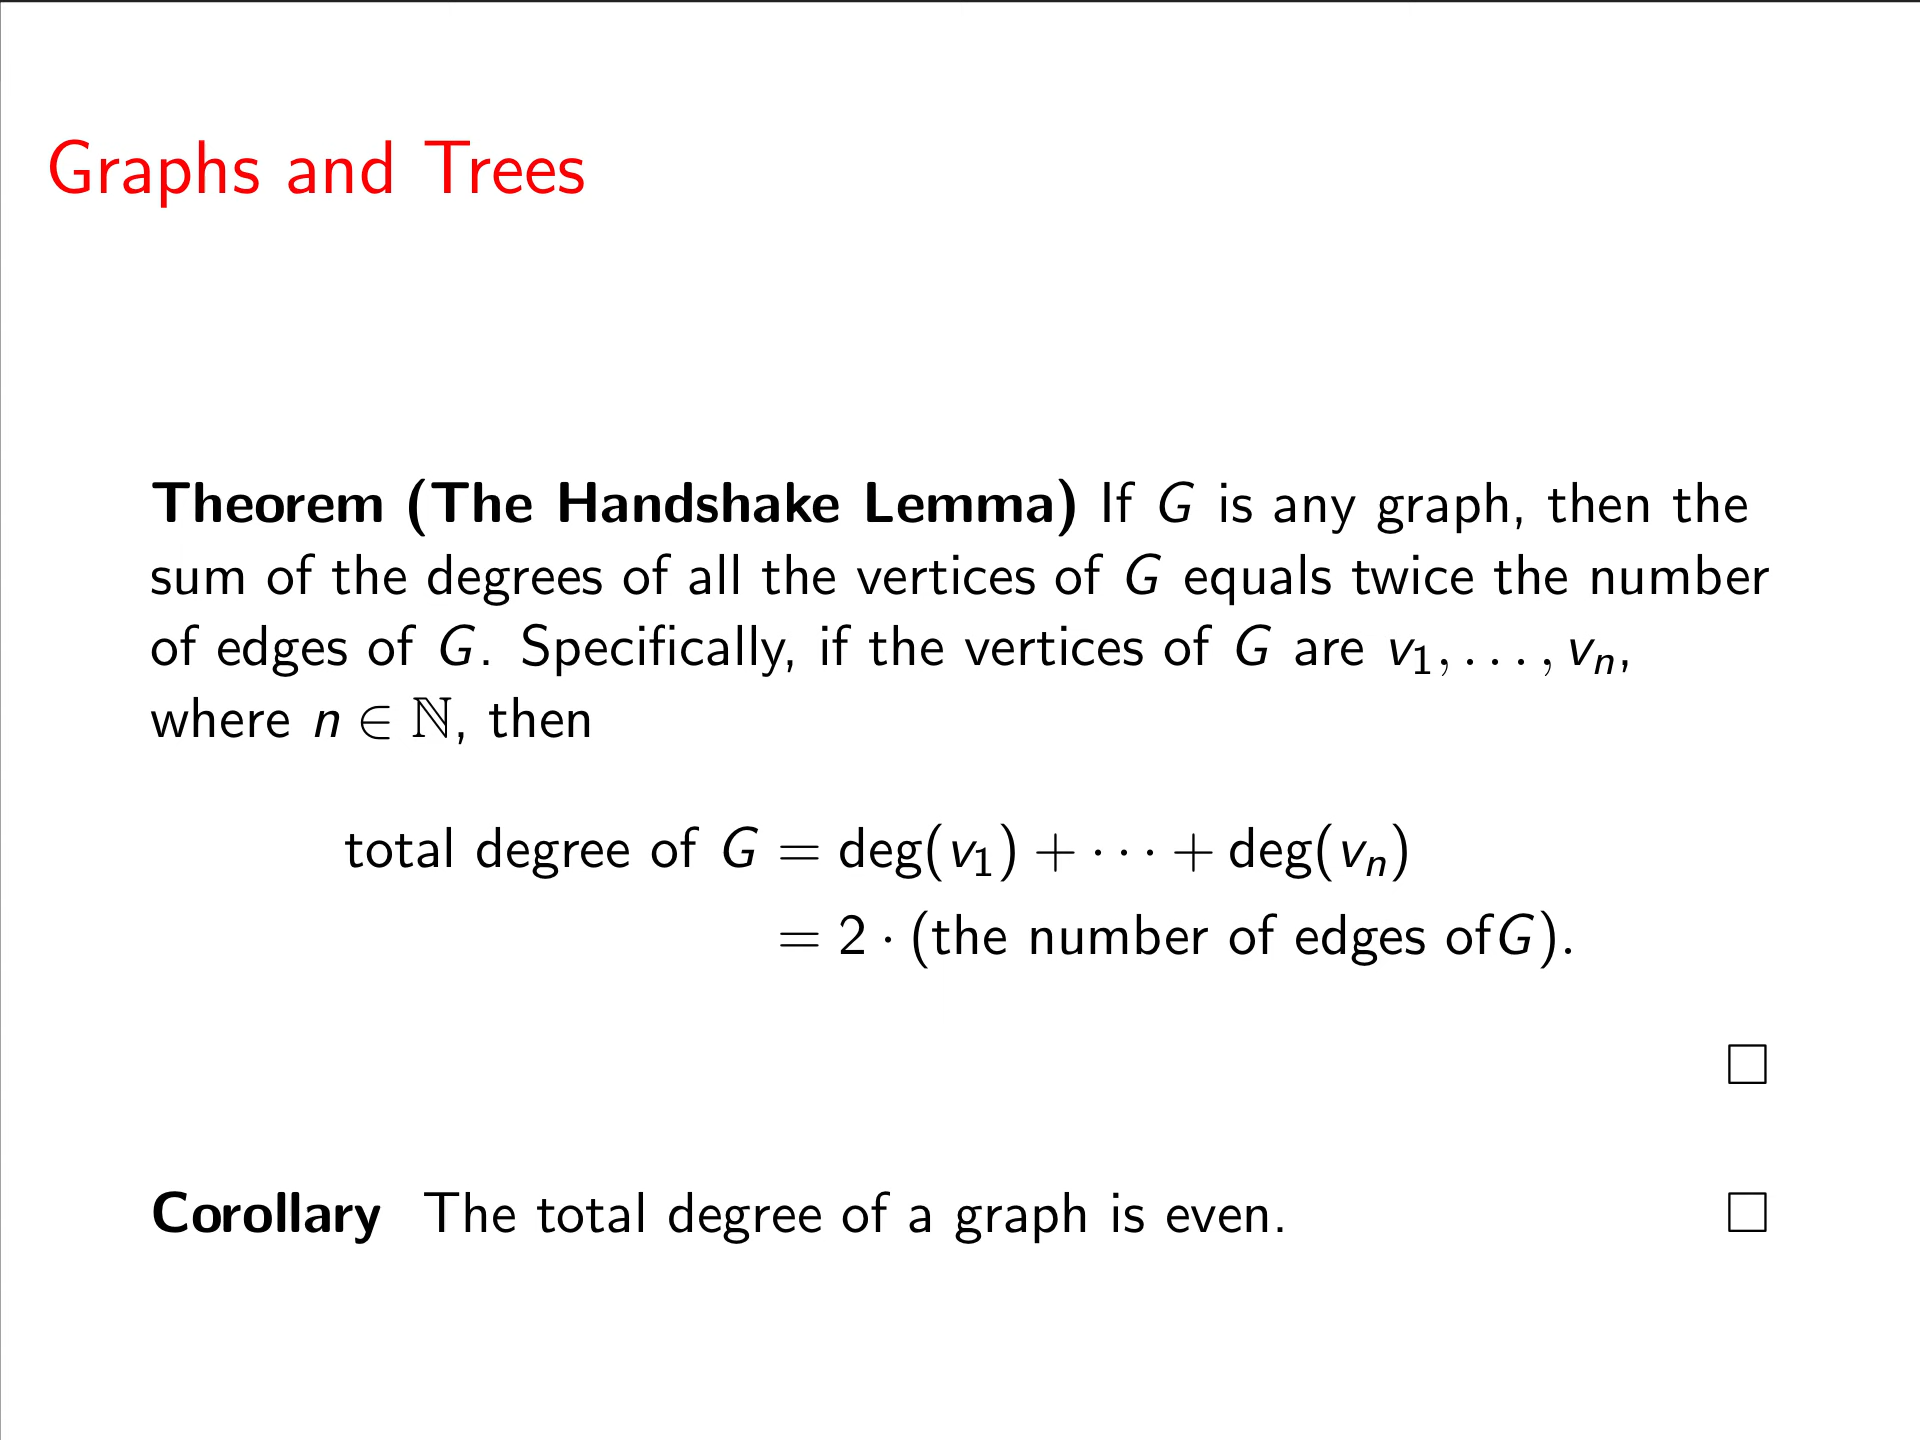 Graphs and Trees
Theorem (The Handshake Lemma) If G is any graph, then the
sum of the degrees of all the vertices of G equals twice the number
of edges of G. Specifically, if the vertices of G are v₁, . . . , vₙ,
where n ∈ ℕ, then
total degree of G = deg(v₁) + · · · + deg(vₙ)
= 2 · (the number of edges ofG).
□
Corollary The total degree of a graph is even. □